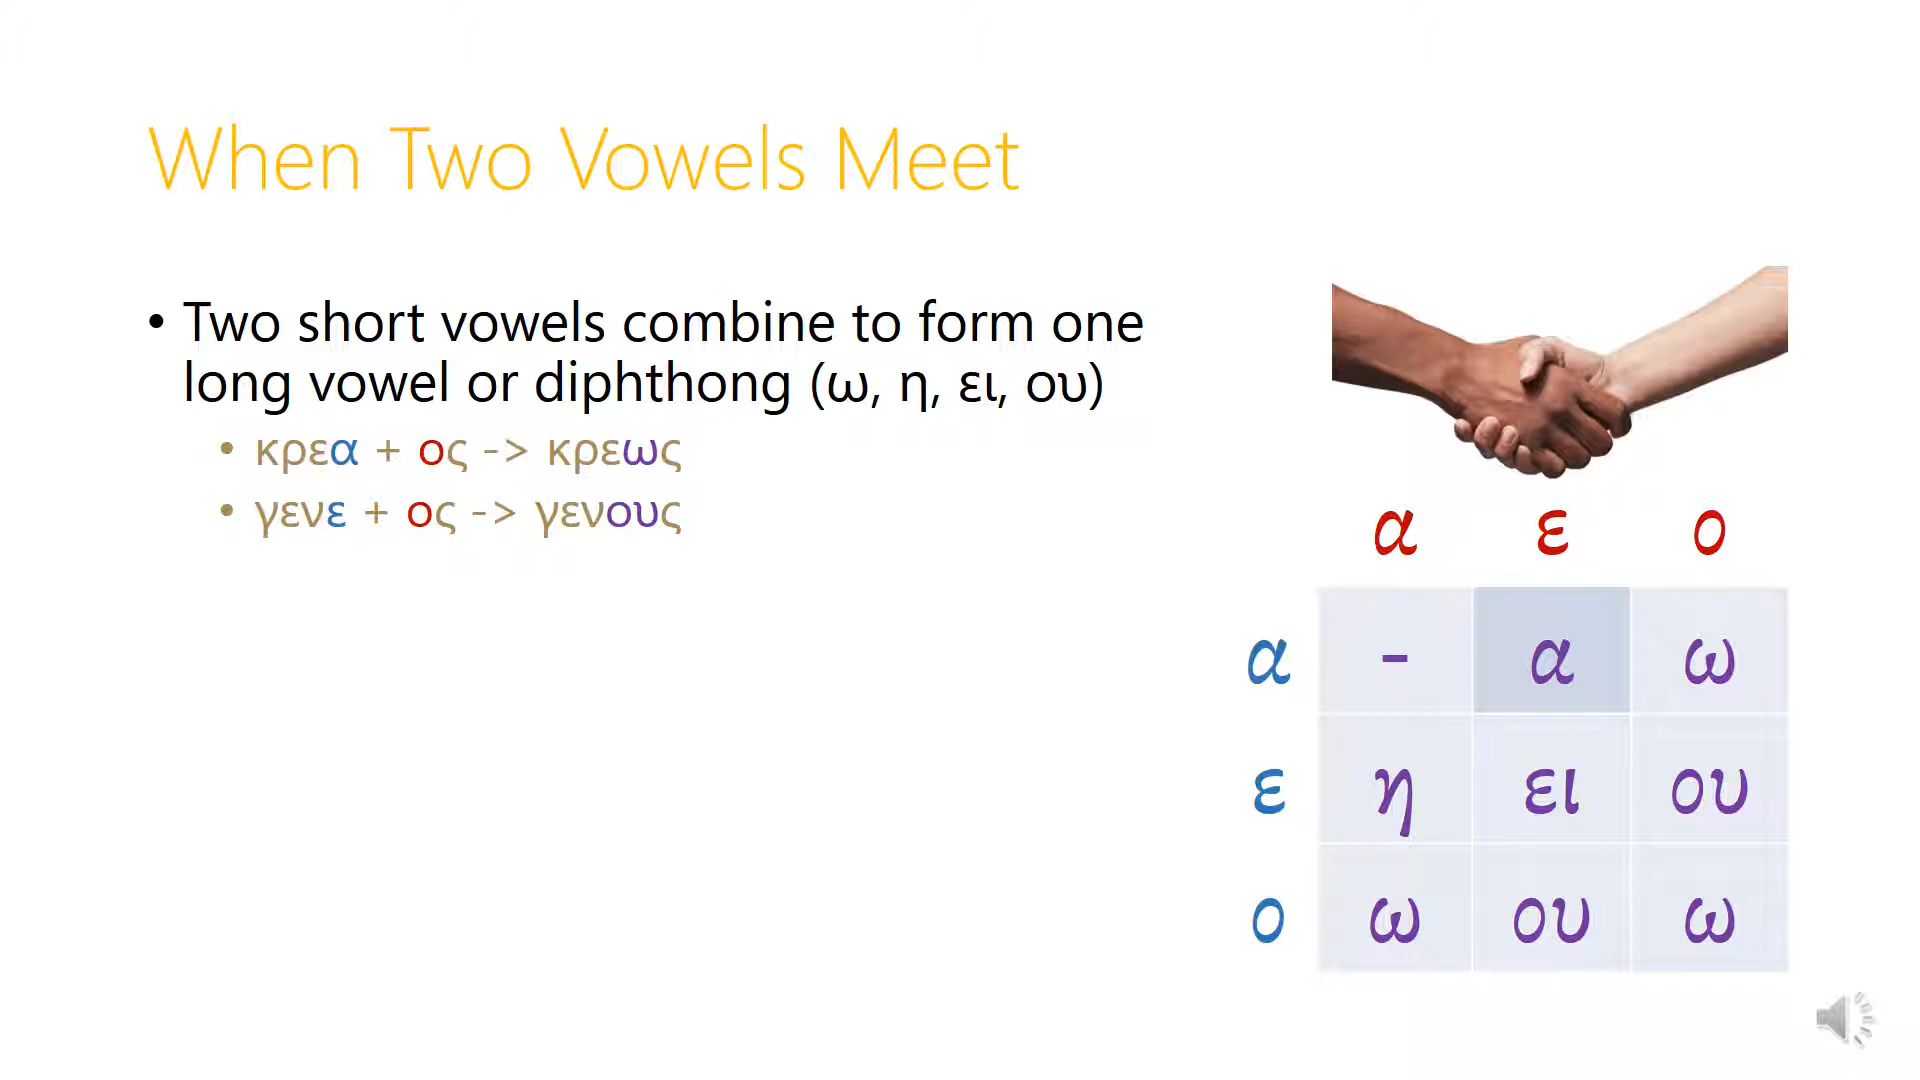 When Two Vowels Meet
• Two short vowels combine to form one
long vowel or diphthong (ω, η, ει, ου)
• κρεα + ος -> κρεως
• γενε + ος -> γενους
α ε ο
α - α ω
ε η ει ου
ο ω ου ω